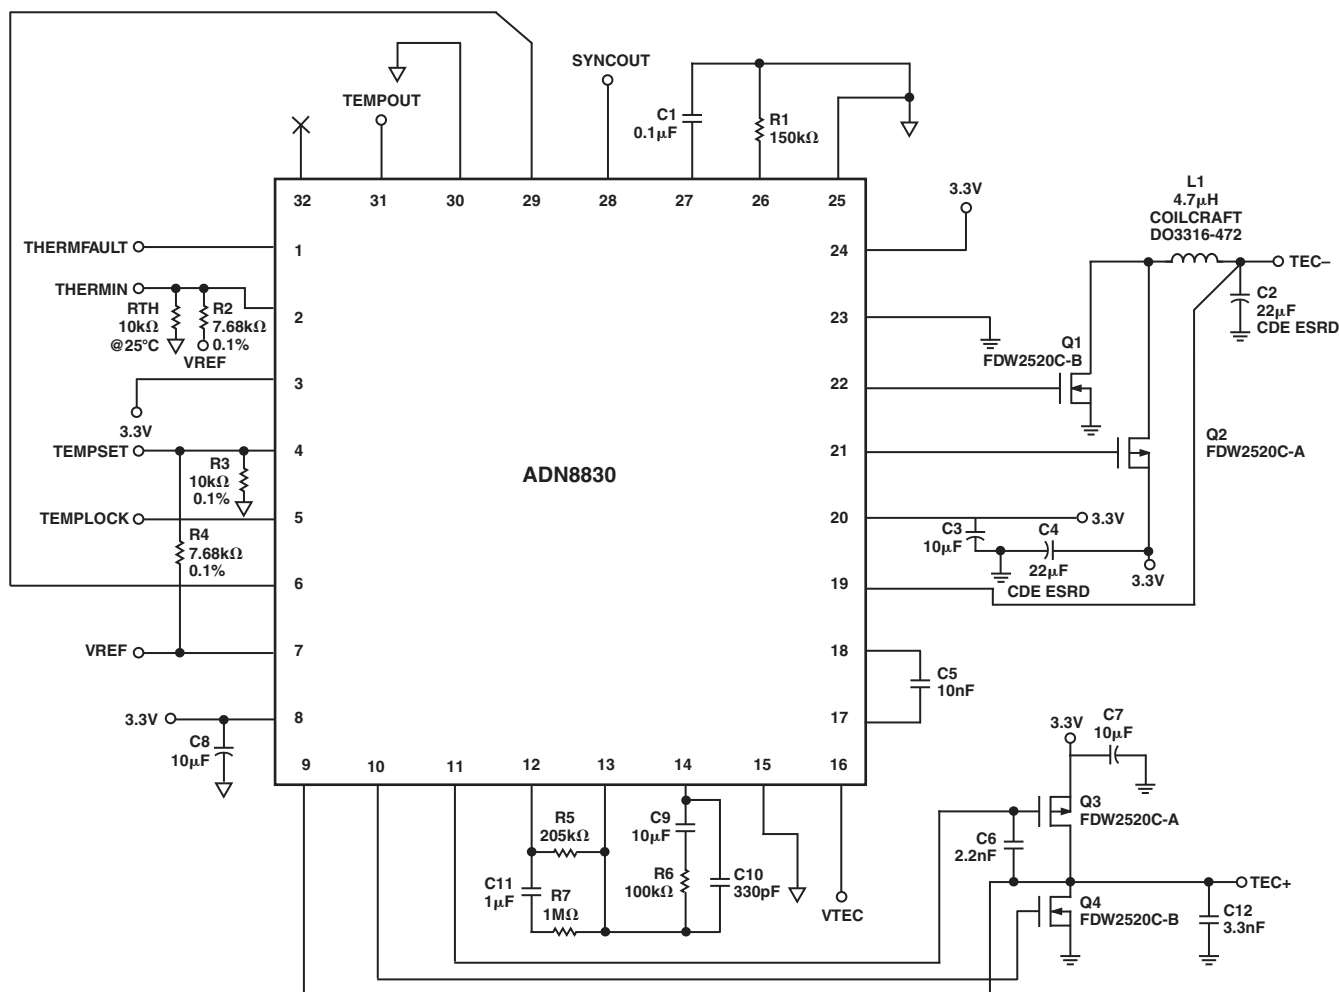 SYNCOUT
TEMPOUT
C1
0.1μF
R1
150kΩ
32
31
30
29
28
27
26
25
3.3V
L1
4.7μH
COILCRAFT
DO3316-472
THERMFAULT
1
24
TEC–
THERMIN
RTH
10kΩ
@25°C
R2
7.68kΩ
0.1%
VREF
2
23
C2
22μF
CDE ESRD
Q1
FDW2520C-B
3
22
3.3V
TEMPSET
4
21
Q2
FDW2520C-A
R3
10kΩ
0.1%
ADN8830
TEMPLOCK
5
20
3.3V
R4
7.68kΩ
0.1%
C3
10μF
C4
22μF
CDE ESRD
3.3V
6
19
VREF
7
18
C5
10nF
3.3V
8
17
C8
10μF
3.3V
C7
10μF
9
10
11
12
13
14
15
16
R5
205kΩ
C9
10μF
Q3
FDW2520C-A
C6
2.2nF
C11
1μF
R7
1MΩ
R6
100kΩ
C10
330pF
VTEC
TEC+
Q4
FDW2520C-B
C12
3.3nF